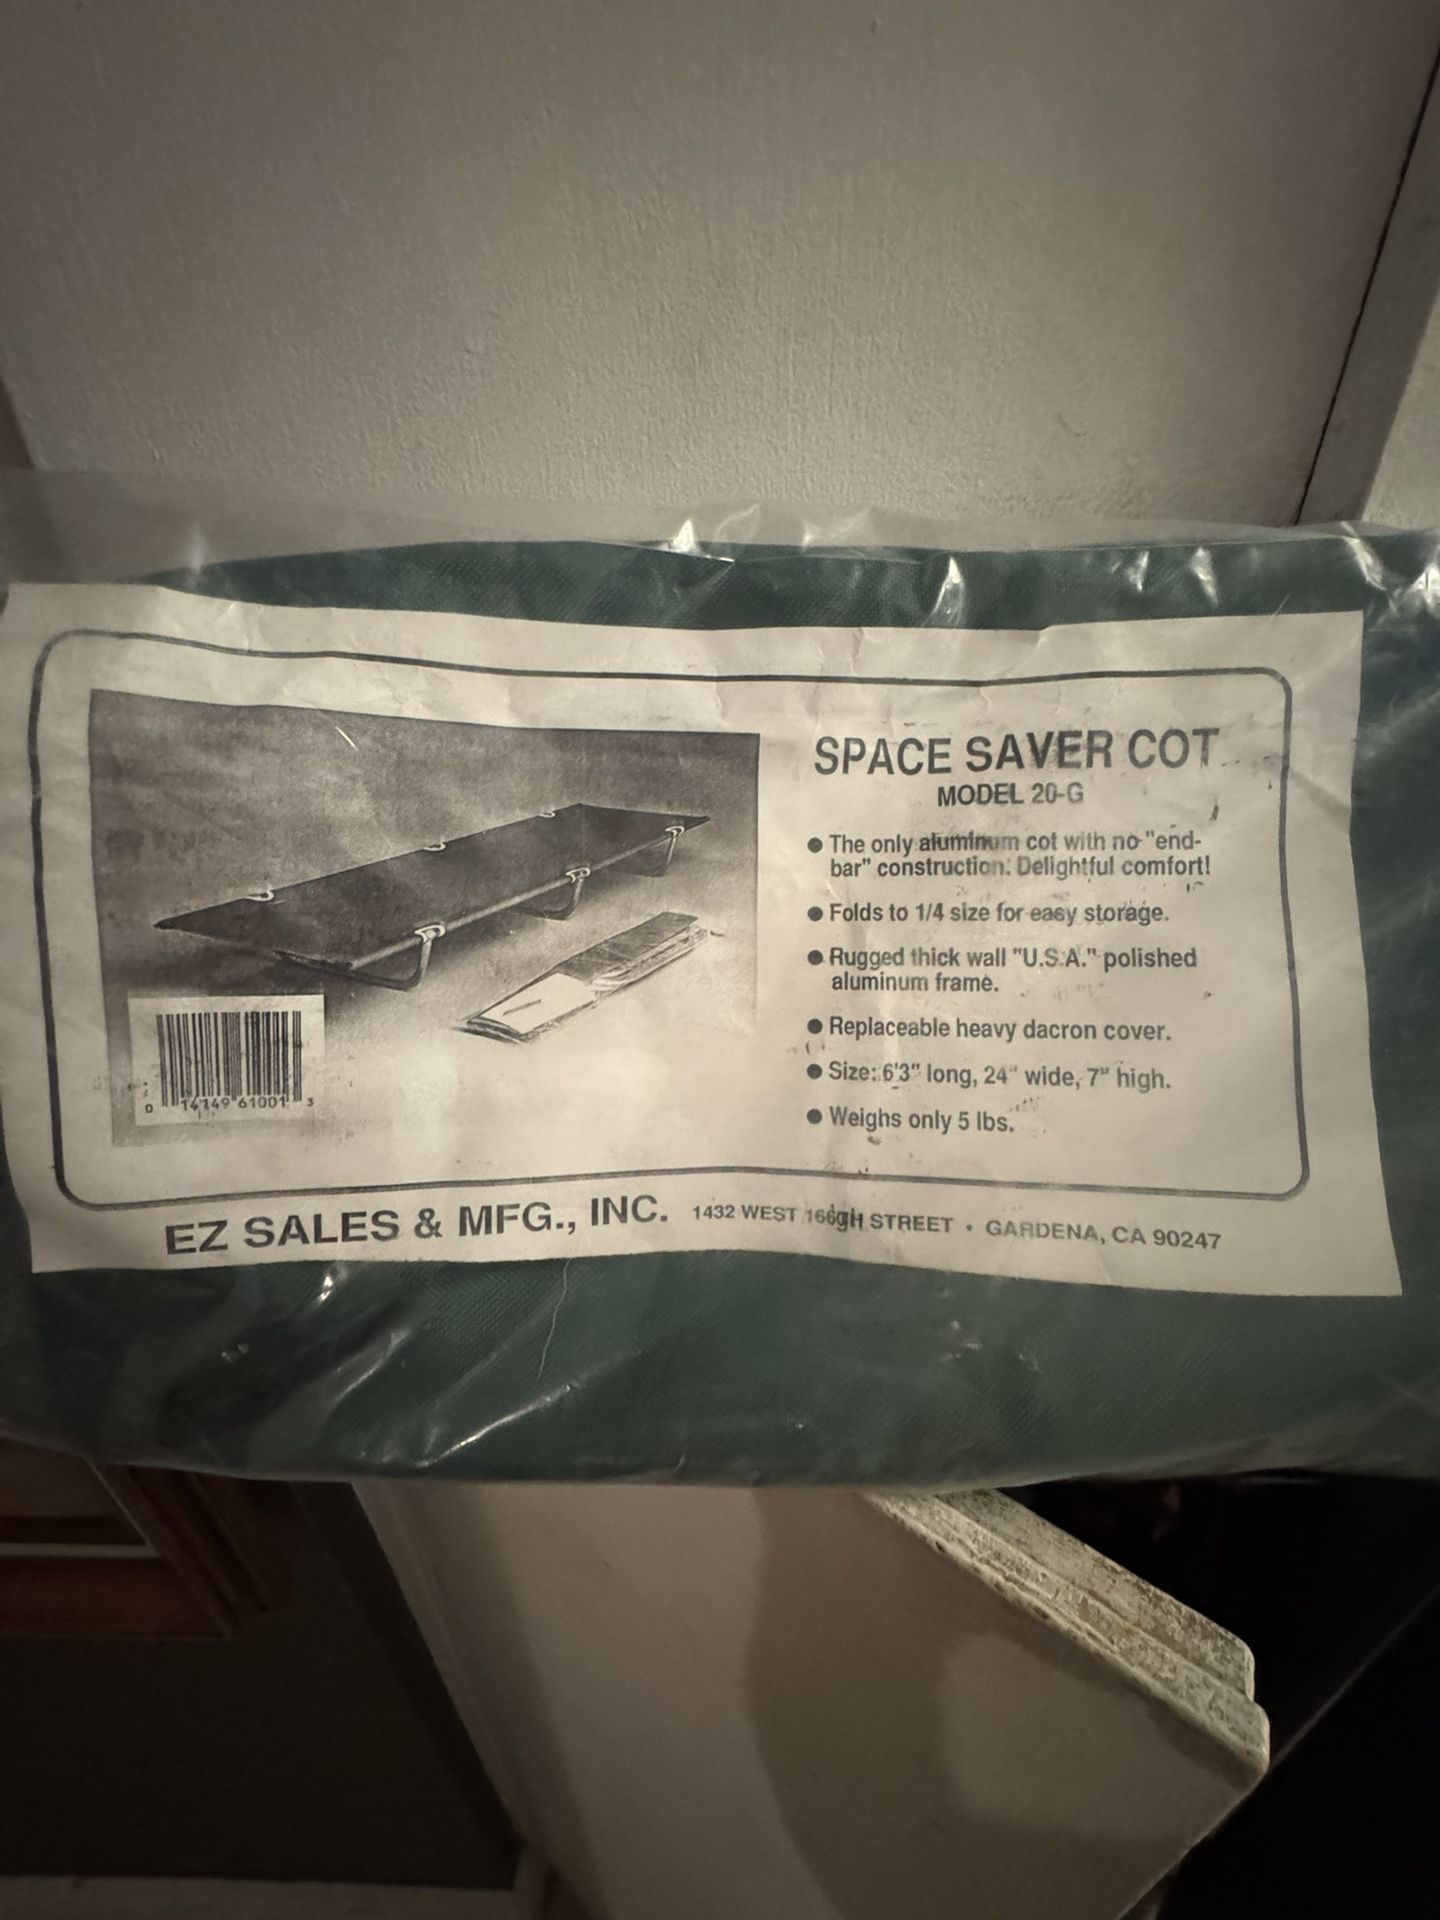 SPACE SAVER COT
MODEL 20-G
● The only aluminum cot with no "end-
bar" construction. Delightful comfort!
● Folds to 1/4 size for easy storage.
● Rugged thick wall "U.S.A." polished
aluminum frame.
● Replaceable heavy dacron cover.
● Size: 6'3" long, 24" wide, 7" high.
● Weighs only 5 lbs.
0 14149 61001 3
EZ SALES & MFG., INC. 1432 WEST 166TH STREET • GARDENA, CA 90247